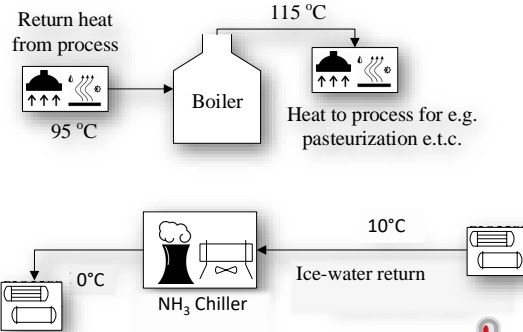 Return heat
from process
95 °C
Boiler
115 °C
Heat to process for e.g.
pasteurization e.t.c.
10°C
Ice-water return
NH₃ Chiller
0°C